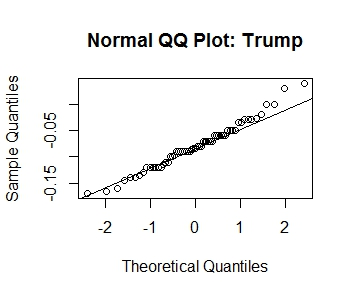 Normal QQ Plot: Trump
Sample Quantiles
-0.05
-0.15
-2 -1 0 1 2
Theoretical Quantiles